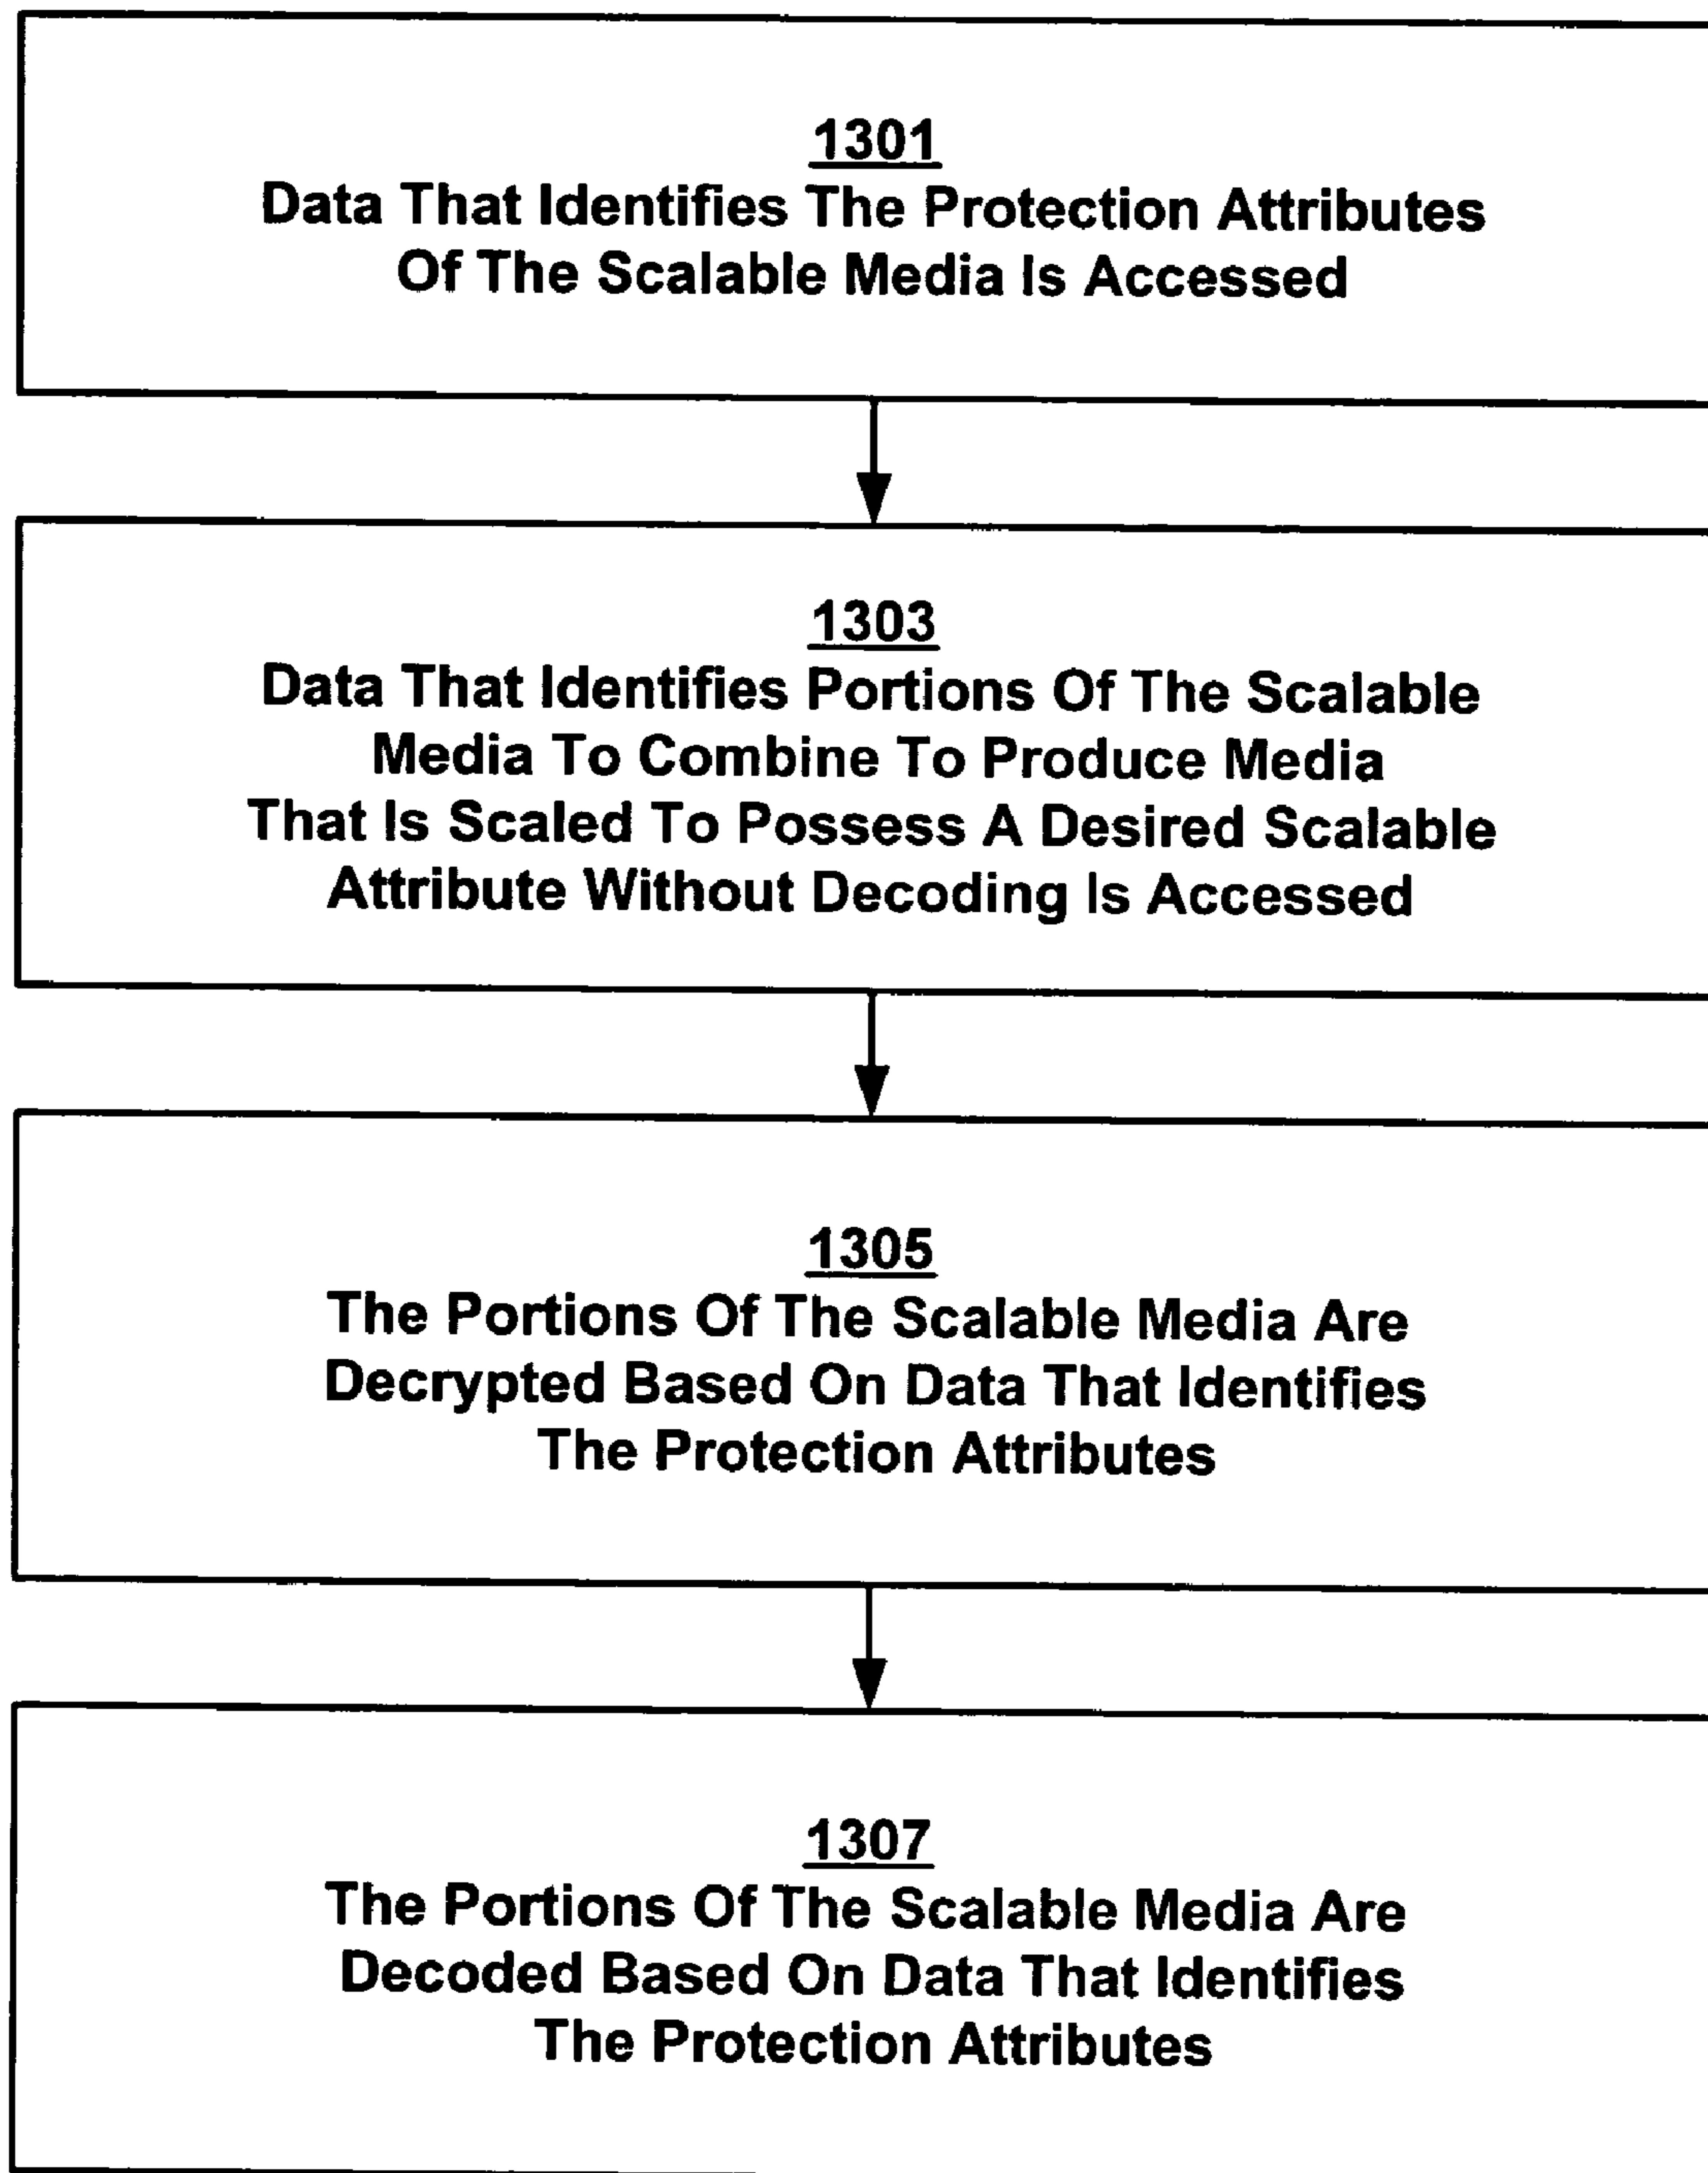 1301
Data That Identifies The Protection Attributes
Of The Scalable Media Is Accessed
1303
Data That Identifies Portions Of The Scalable
Media To Combine To Produce Media
That Is Scaled To Possess A Desired Scalable
Attribute Without Decoding Is Accessed
1305
The Portions Of The Scalable Media Are
Decrypted Based On Data That Identifies
The Protection Attributes
1307
The Portions Of The Scalable Media Are
Decoded Based On Data That Identifies
The Protection Attributes